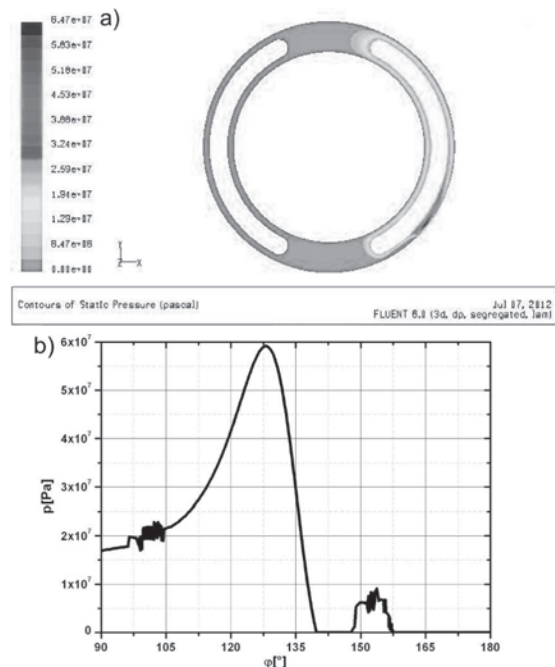 a)
6.47e+07
5.83e+07
5.18e+07
4.53e+07
3.88e+07
3.24e+07
2.59e+07
1.94e+07
1.29e+07
6.47e+06
0.00e+00
Y
Z X
Contours of Static Pressure (pascal)
Jul 07, 2012
FLUENT 6.0 (3d, dp, segregated, lam)
b)
6x10⁷
5x10⁷
4x10⁷
3x10⁷
2x10⁷
1x10⁷
0
p[Pa]
90 105 120 135 150 165 180
φ[°]